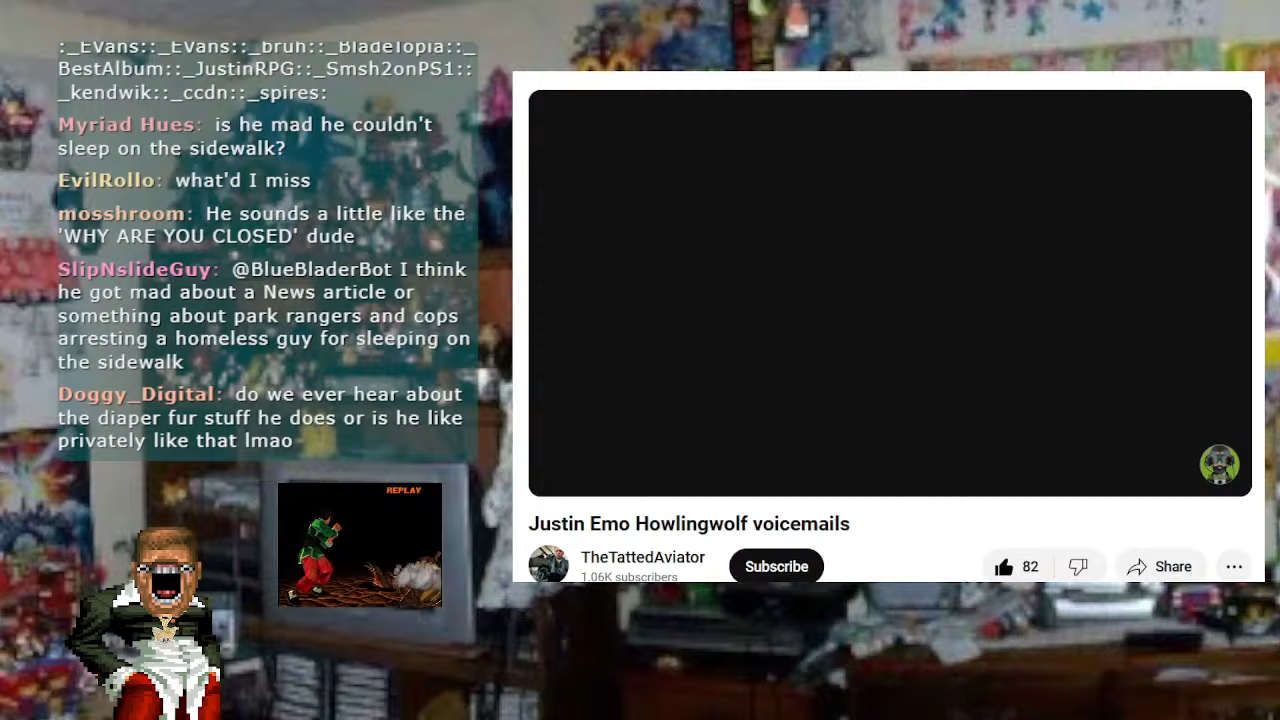 :_Evans::_Evans::_bruh::_BladeTopia::_
BestAlbum::_JustinRPG::_Smsh2onPS1::
_kendwik::_ccdn::_spires:
Myriad Hues: is he mad he couldn't
sleep on the sidewalk?
EvilRollo: what'd I miss
mosshroom: He sounds a little like the
'WHY ARE YOU CLOSED' dude
SlipNslideGuy: @BlueBladerBot I think
he got mad about a News article or
something about park rangers and cops
arresting a homeless guy for sleeping on
the sidewalk
Doggy_Digital: do we ever hear about
the diaper fur stuff he does or is he like
privately like that lmao
REPLAY
Justin Emo Howlingwolf voicemails
TheTattedAviator
1.06K subscribers
Subscribe
82
Share